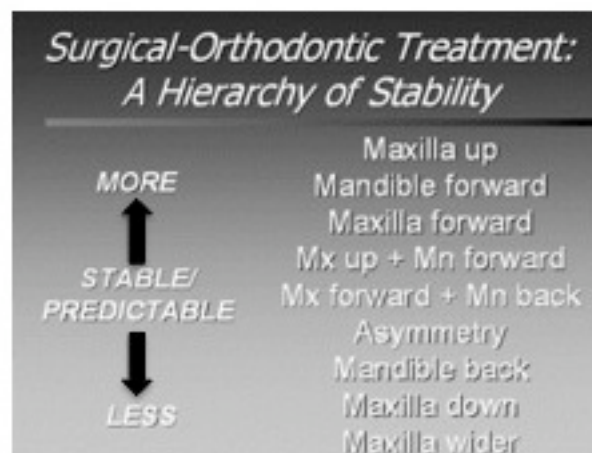 Surgical-Orthodontic Treatment:
A Hierarchy of Stability
MORE
STABLE/
PREDICTABLE
LESS
Maxilla up
Mandible forward
Maxilla forward
Mx up + Mn forward
Mx forward + Mn back
Asymmetry
Mandible back
Maxilla down
Maxilla wider